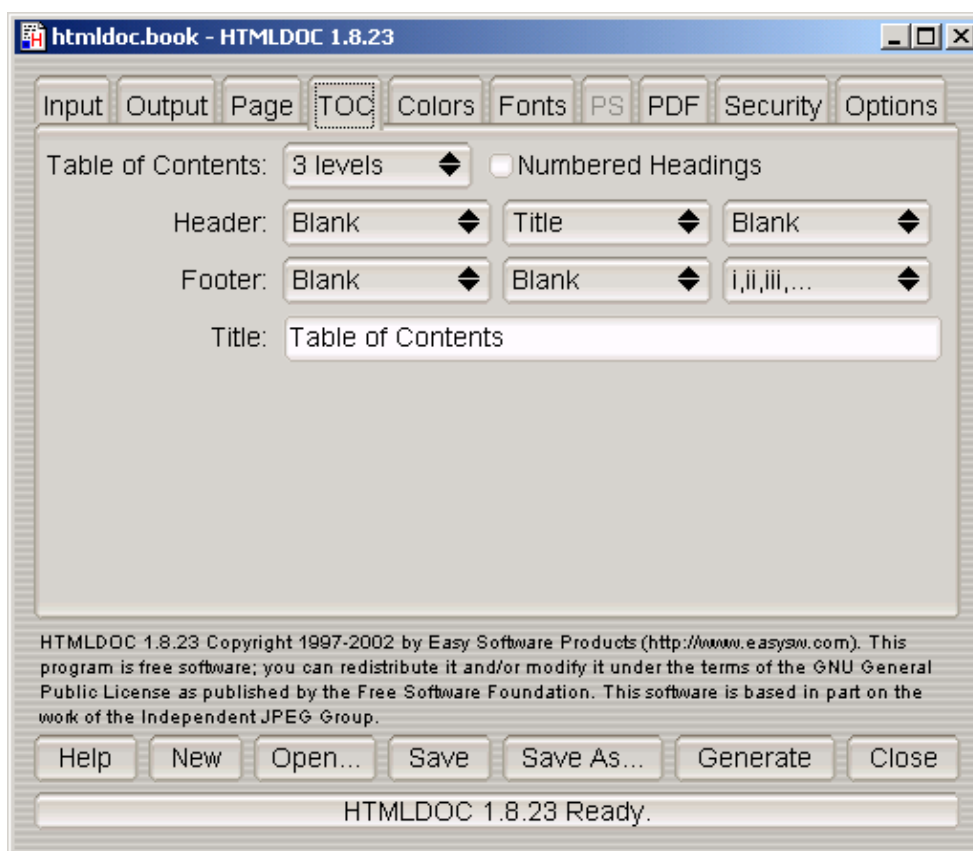 htmldoc.book - HTMLDOC 1.8.23
Input Output Page TOC Colors Fonts PS PDF Security Options
Table of Contents: 3 levels Numbered Headings
Header: Blank Title Blank
Footer: Blank Blank i,ii,iii,...
Title: Table of Contents
HTMLDOC 1.8.23 Copyright 1997-2002 by Easy Software Products (http://www.easysw.com). This
program is free software; you can redistribute it and/or modify it under the terms of the GNU General
Public License as published by the Free Software Foundation. This software is based in part on the
work of the Independent JPEG Group.
Help New Open... Save Save As... Generate Close
HTMLDOC 1.8.23 Ready.